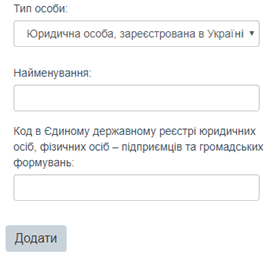 Тип особи:
Юридична особа, зареєстрована в Україні
Найменування:
Код в Єдиному державному реєстрі юридичних
осіб, фізичних осіб – підприємців та громадських
формувань:
Додати